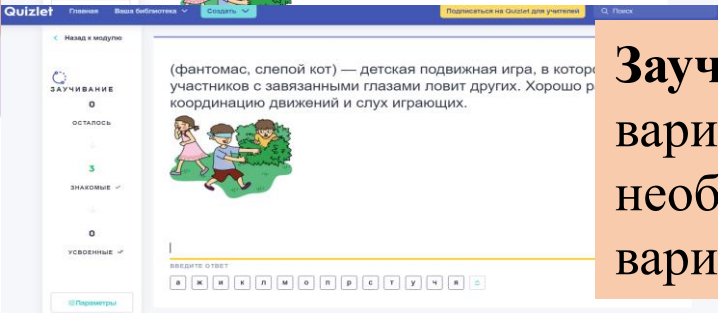 Quizlet Главная Ваша библиотека Создать Подписаться на Quizlet для учителей Поиск
Назад к модулю
ЗАУЧИВАНИЕ
0
ОСТАЛОСЬ
3
ЗНАКОМЫЕ
0
УСВОЕННЫЕ
Параметры
(фантомас, слепой кот) — детская подвижная игра, в которо
участников с завязанными глазами ловит других. Хорошо р
координацию движений и слух играющих.
ВВЕДИТЕ ОТВЕТ
а ж и к л м о п р с т у ч я
Зауч
вари
необ
вари